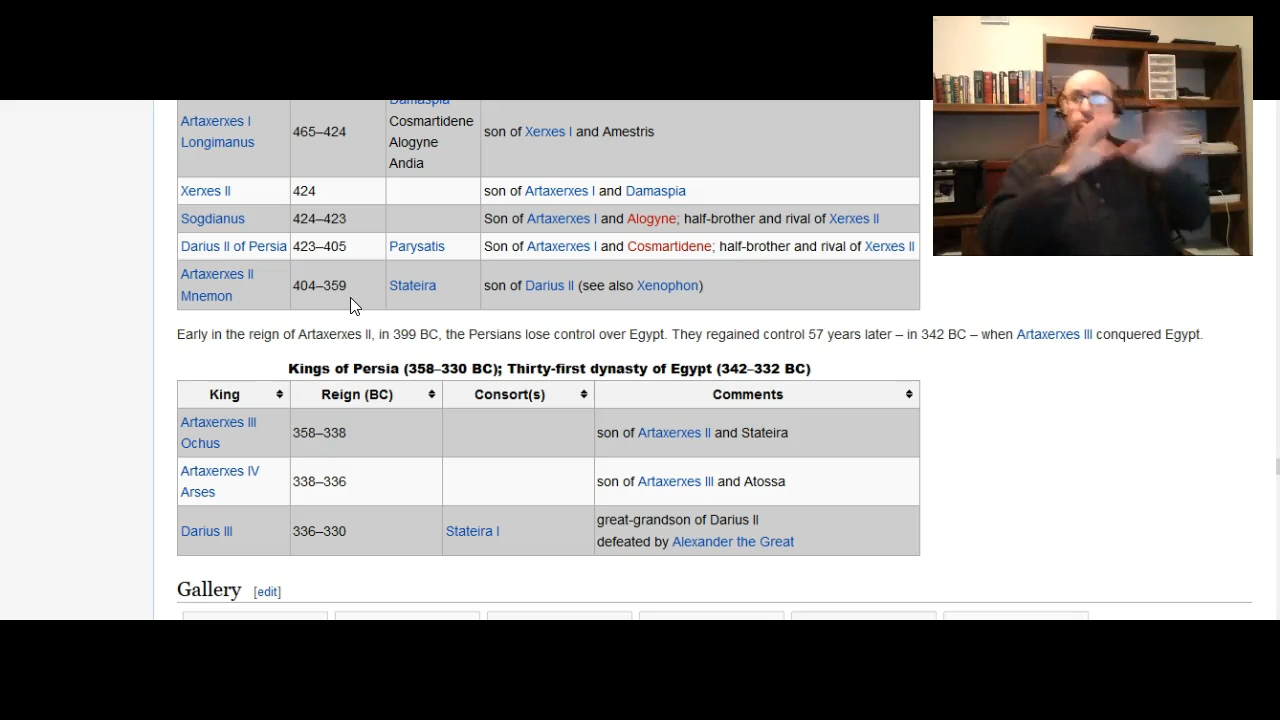 Damaspia
Artaxerxes I
Longimanus
465–424
Cosmartidene
Alogyne
Andia
son of Xerxes I and Amestris
Xerxes II
424
son of Artaxerxes I and Damaspia
Sogdianus
424–423
Son of Artaxerxes I and Alogyne; half-brother and rival of Xerxes II
Darius II of Persia
423–405
Parysatis
Son of Artaxerxes I and Cosmartidene; half-brother and rival of Xerxes II
Artaxerxes II
Mnemon
404–359
Stateira
son of Darius II (see also Xenophon)
Early in the reign of Artaxerxes II, in 399 BC, the Persians lose control over Egypt. They regained control 57 years later – in 342 BC – when Artaxerxes III conquered Egypt.
Kings of Persia (358–330 BC); Thirty-first dynasty of Egypt (342–332 BC)
King
Reign (BC)
Consort(s)
Comments
Artaxerxes III
Ochus
358–338
son of Artaxerxes II and Stateira
Artaxerxes IV
Arses
338–336
son of Artaxerxes III and Atossa
Darius III
336–330
Stateira I
great-grandson of Darius II
defeated by Alexander the Great
Gallery [edit]